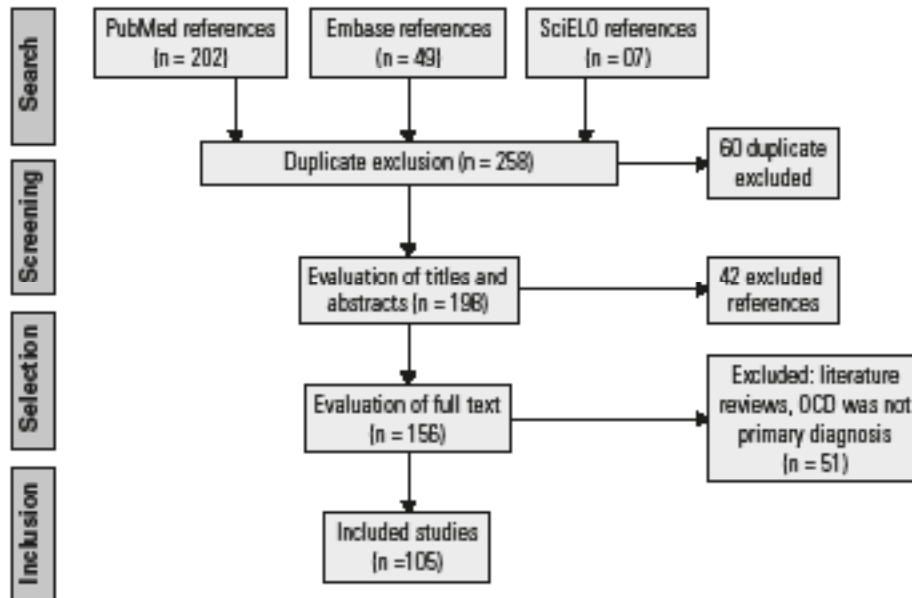 Search
PubMed references
(n = 202)
Embase references
(n = 49)
SciELO references
(n = 07)
Duplicate exclusion (n = 258)
60 duplicate
excluded
Screening
Evaluation of titles and
abstracts (n = 198)
42 excluded
references
Selection
Evaluation of full text
(n = 156)
Excluded: literature
reviews, OCD was not
primary diagnosis
(n = 51)
Inclusion
Included studies
(n =105)